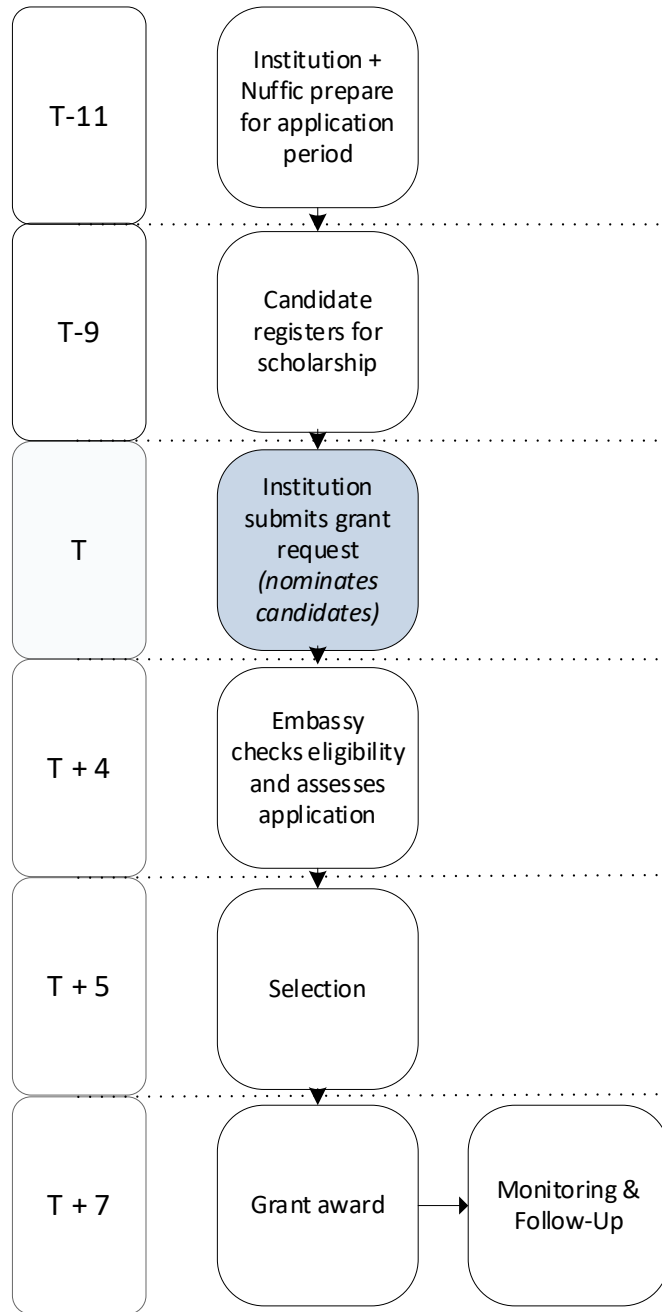 T-11
Institution +
Nuffic prepare
for application
period
T-9
Candidate
registers for
scholarship
T
Institution
submits grant
request
(nominates
candidates)
T + 4
Embassy
checks eligibility
and assesses
application
T + 5
Selection
T + 7
Grant award
Monitoring &
Follow-Up